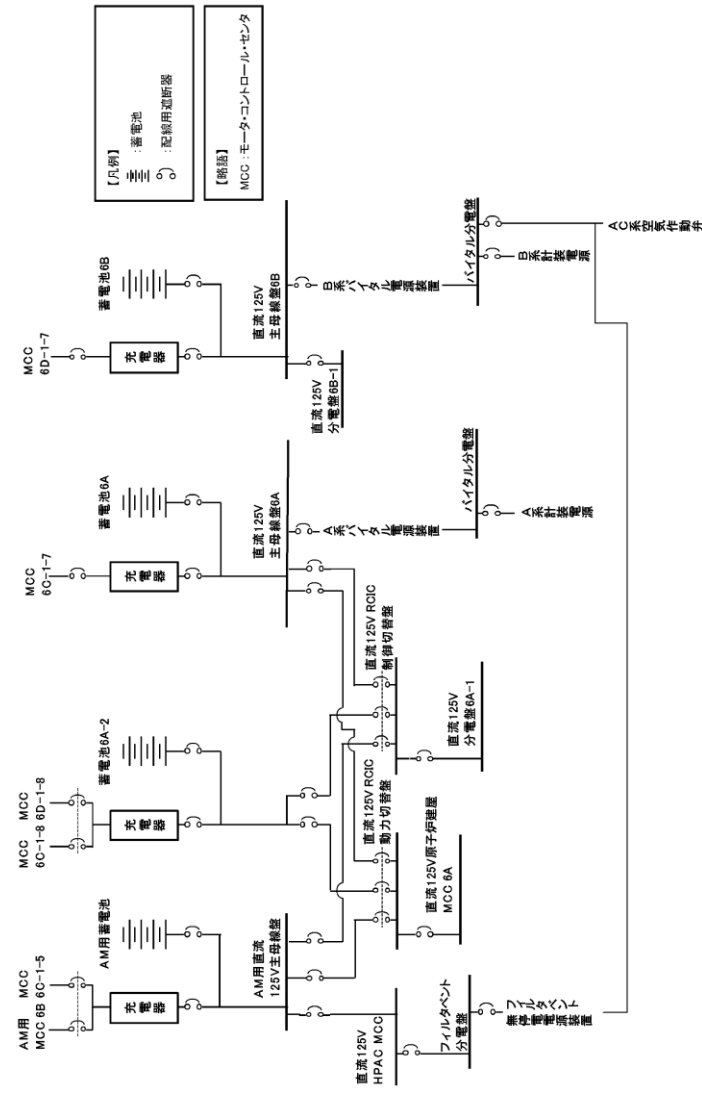 AM用
MCC 6B
MCC
6C-1-5
充電器
AM用蓄電池
AM用直流
125V主母線盤
直流125V
HPAC MCC
フィルタベント
分電盤
フィルタベント
無停電電源装置
MCC
6C-1-8
MCC
6D-1-8
充電器
蓄電池6A-2
直流125V RCIC
動力切替盤
直流125V原子炉建屋
MCC 6A
直流125V RCIC
制御切替盤
直流125V
分電盤6A-1
MCC
6C-1-7
充電器
蓄電池6A
直流125V
主母線盤6A
A系バイタル電源装置
バイタル分電盤
A系計装電源
MCC
6D-1-7
充電器
蓄電池6B
直流125V
主母線盤6B
直流125V
分電盤6B-1
B系バイタル電源装置
バイタル分電盤
B系計装電源
AC系空気作動弁
【凡例】
:蓄電池
:配線用遮断器
【略語】
MCC :モータ・コントロール・センタ